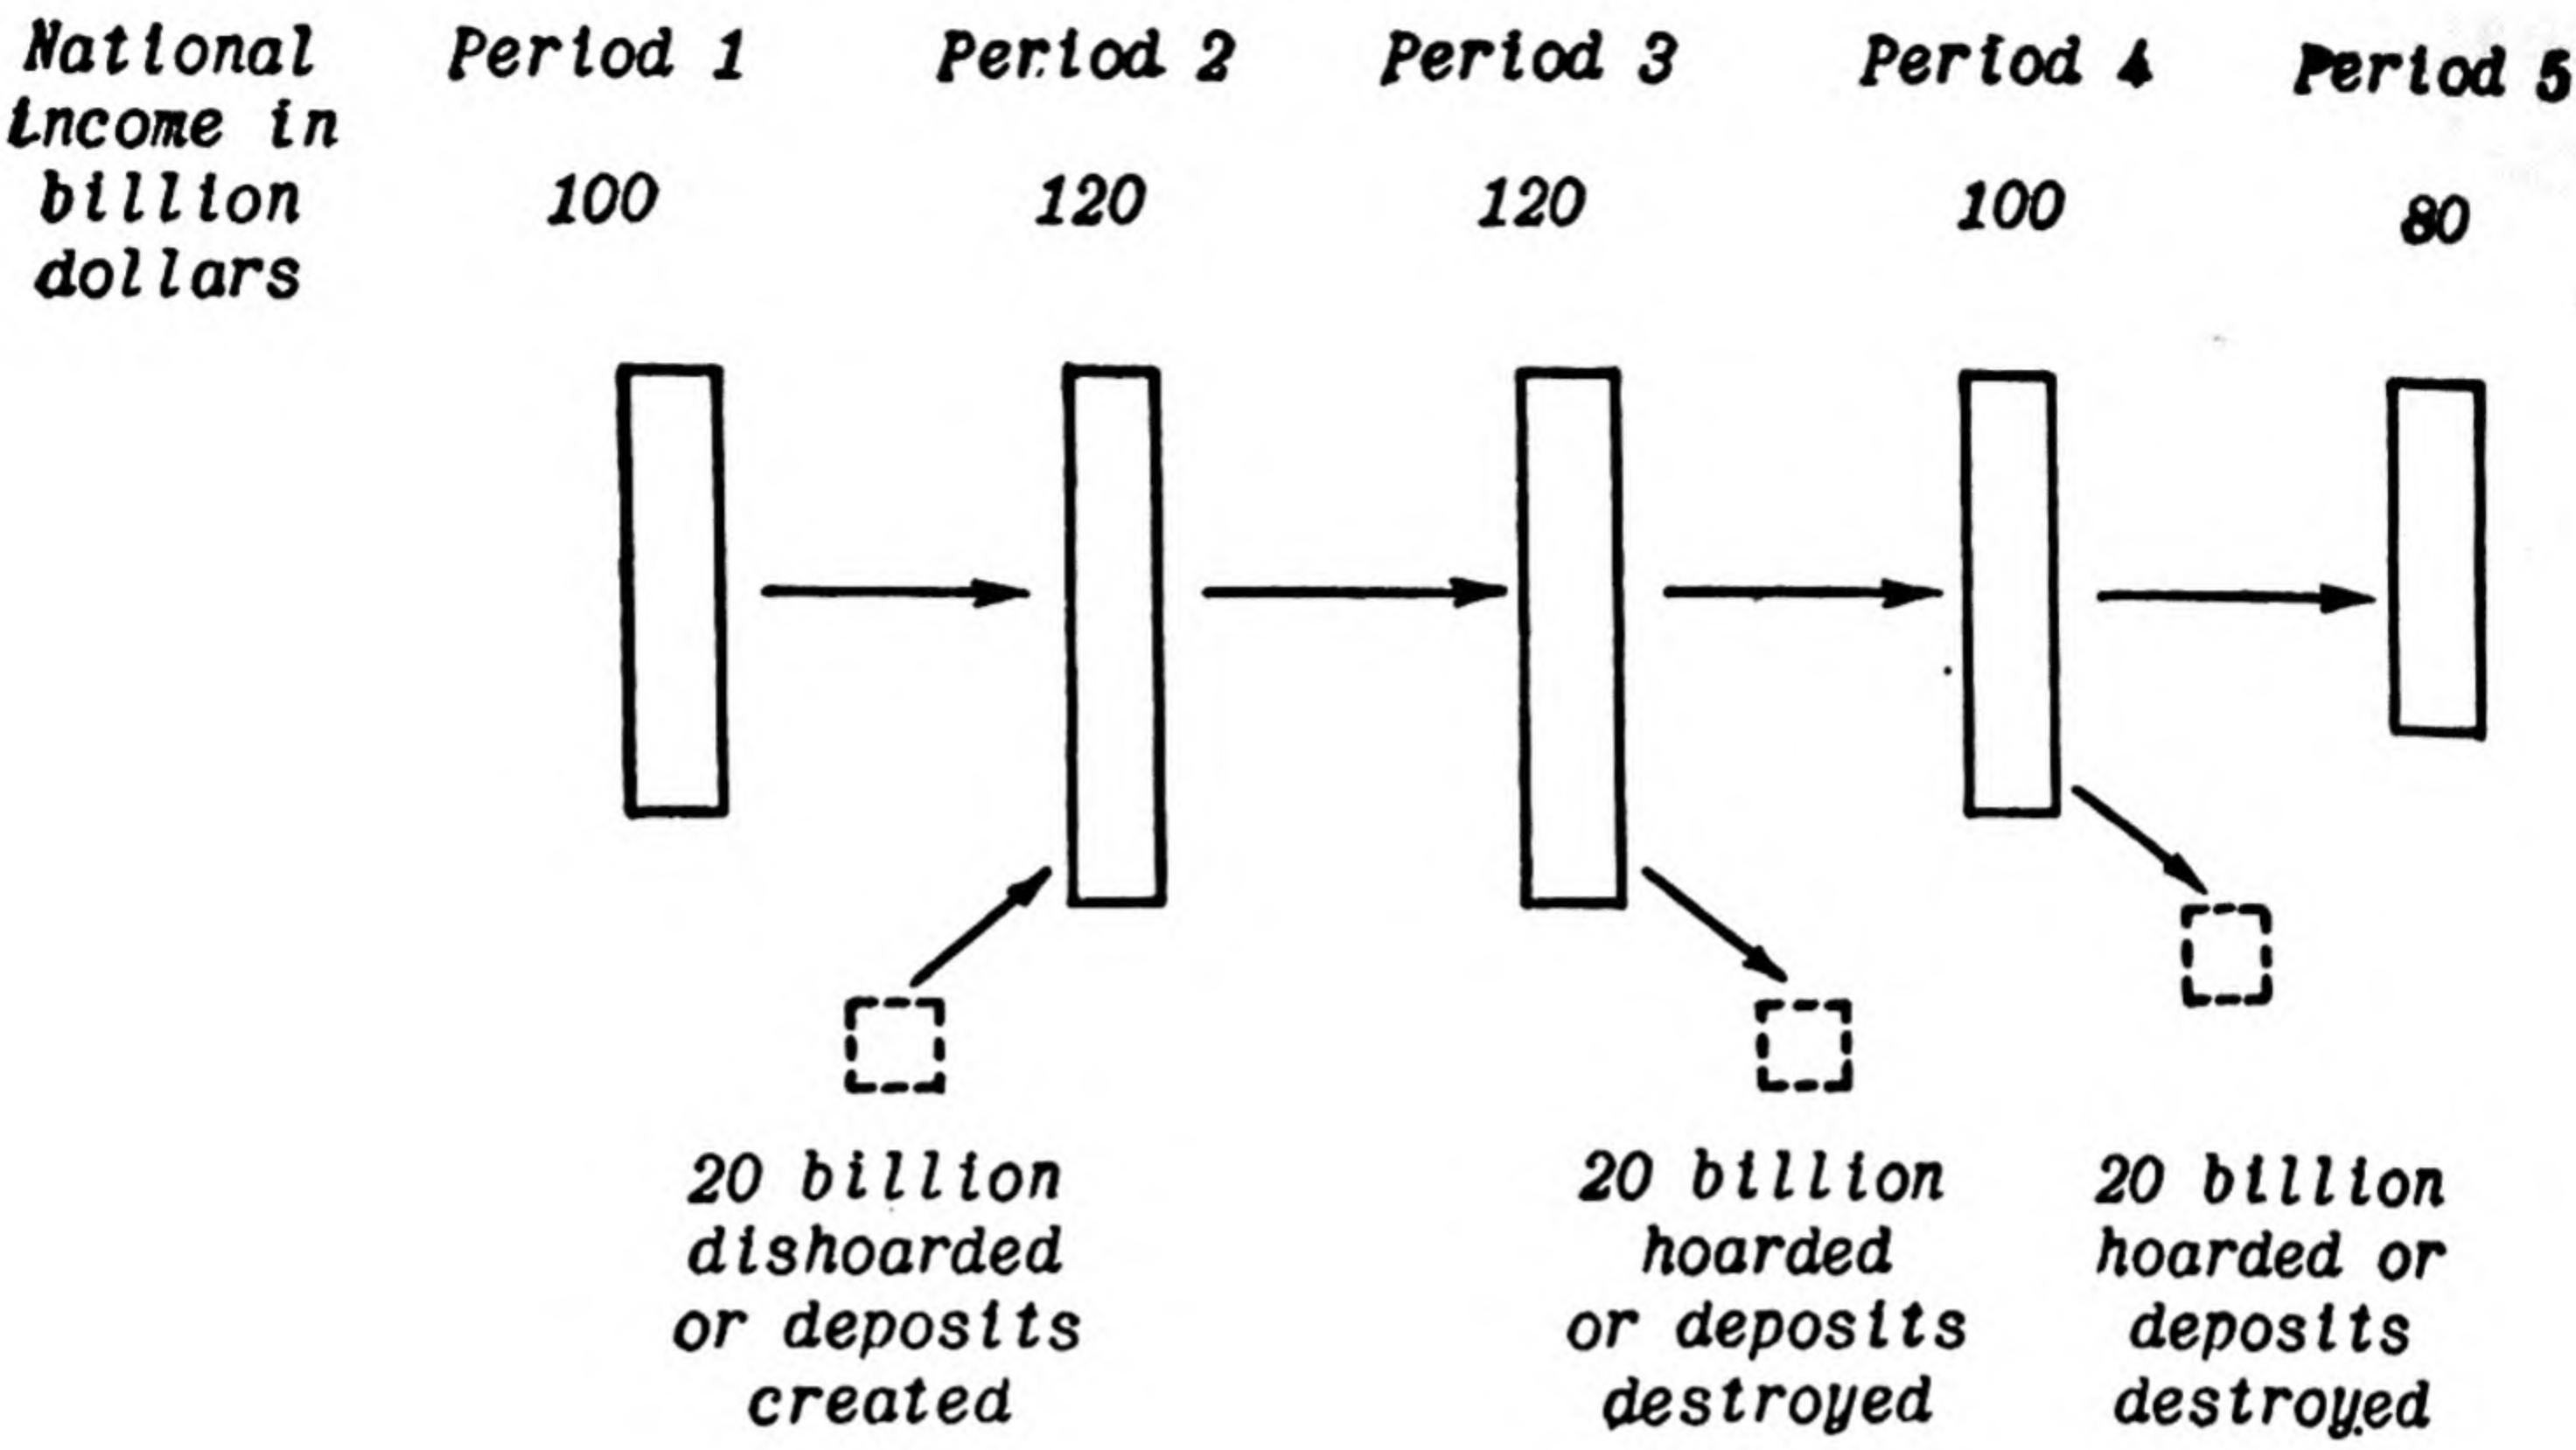 National
income in
billion
dollars
Period 1
Period 2
Period 3
Period 4
Period 5
100
120
120
100
80
20 billion
dishoarded
or deposits
created
20 billion
hoarded
or deposits
destroyed
20 billion
hoarded or
deposits
destroyed